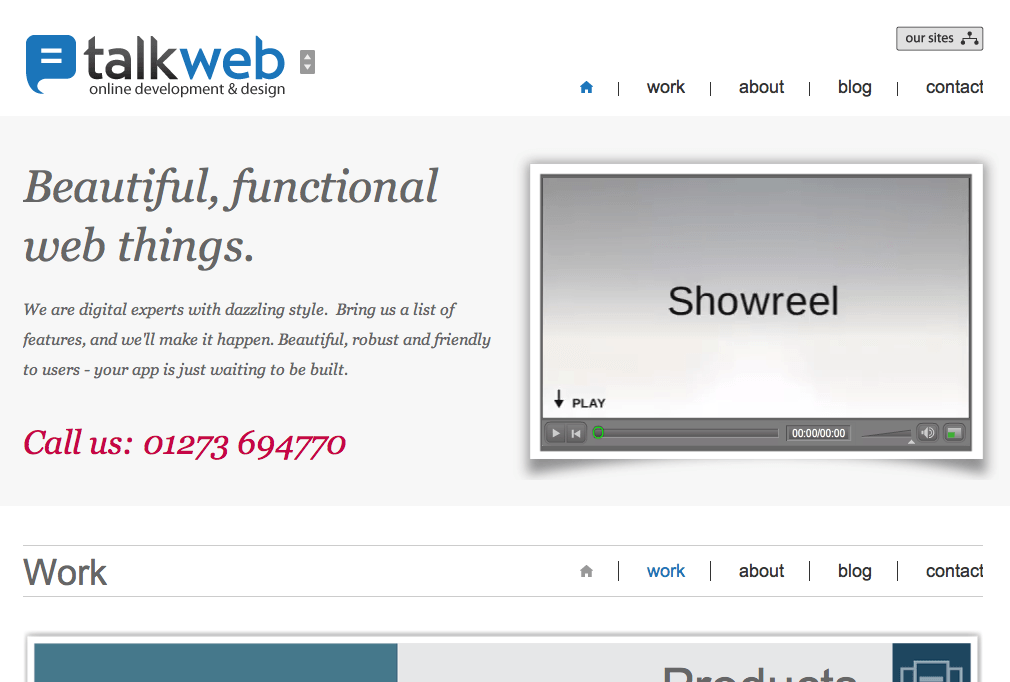 our sites
talkweb
online development & design
work | about | blog | contact
Beautiful, functional
web things.
We are digital experts with dazzling style.  Bring us a list of
features, and we'll make it happen. Beautiful, robust and friendly
to users - your app is just waiting to be built.
Call us: 01273 694770
Showreel
PLAY
00:00/00:00
Work
work | about | blog | contact
Products